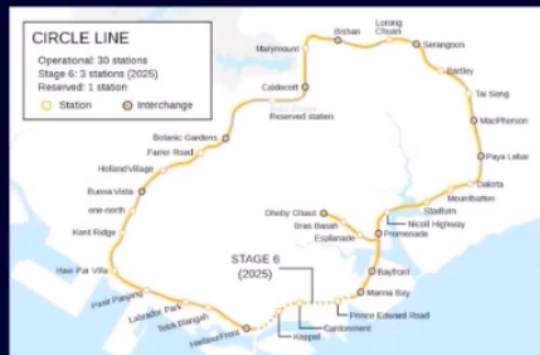 CIRCLE LINE
Operational: 30 stations
Stage 6: 3 stations (2025)
Reserved: 1 station
Station
Interchange
Bishan
Lorong
Chuan
Serangoon
Marymount
Bartley
Caldecott
Tai Seng
Reserved station
MacPherson
Botanic Gardens
Farrer Road
Paya Lebar
Holland Village
Dakota
Buona Vista
Mountbatten
one-north
Stadium
Dhoby Ghaut
Bras Basah
Nicoll Highway
Kent Ridge
Esplanade
Promenade
STAGE 6
(2025)
Haw Par Villa
Bayfront
Marina Bay
Pasir Panjang
Labrador Park
Prince Edward Road
Telok Blangah
Cantonment
HarbourFront
Keppel